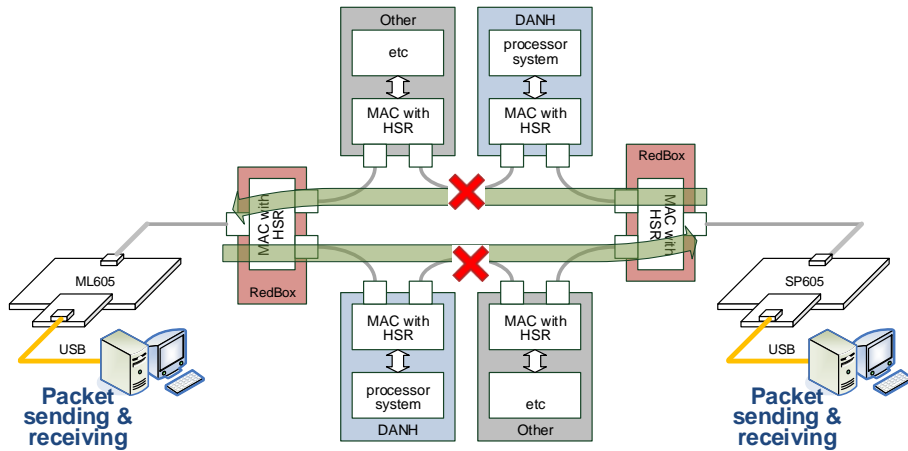 Other
etc
MAC with
HSR
DANH
processor
system
MAC with
HSR
RedBox
MAC with
HSR
MAC with
HSR
RedBox
ML605
USB
Packet
sending &
receiving
MAC with
HSR
processor
system
DANH
MAC with
HSR
etc
Other
SP605
USB
Packet
sending &
receiving